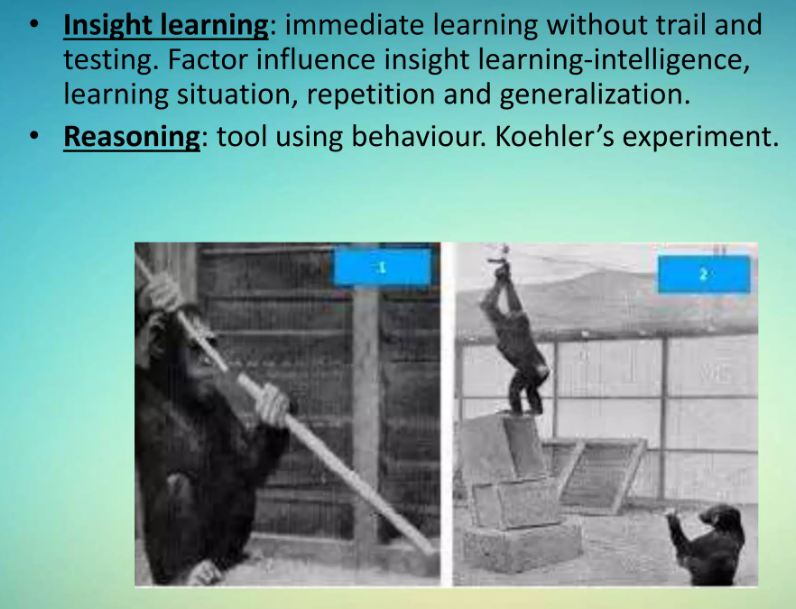 • Insight learning: immediate learning without trail and
testing. Factor influence insight learning-intelligence,
learning situation, repetition and generalization.
• Reasoning: tool using behaviour. Koehler's experiment.
1
2